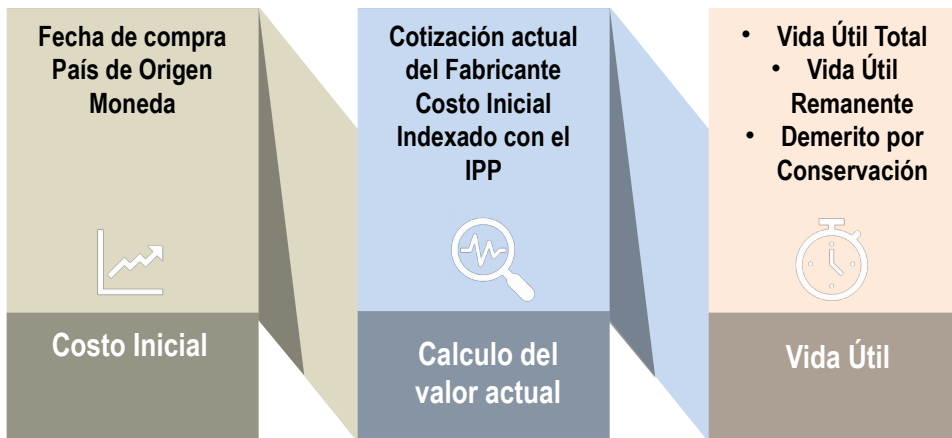 Fecha de compra
País de Origen
Moneda
Costo Inicial
Cotización actual
del Fabricante
Costo Inicial
Indexado con el
IPP
Calculo del
valor actual
• Vida Útil Total
• Vida Útil
Remanente
• Demerito por
Conservación
Vida Útil